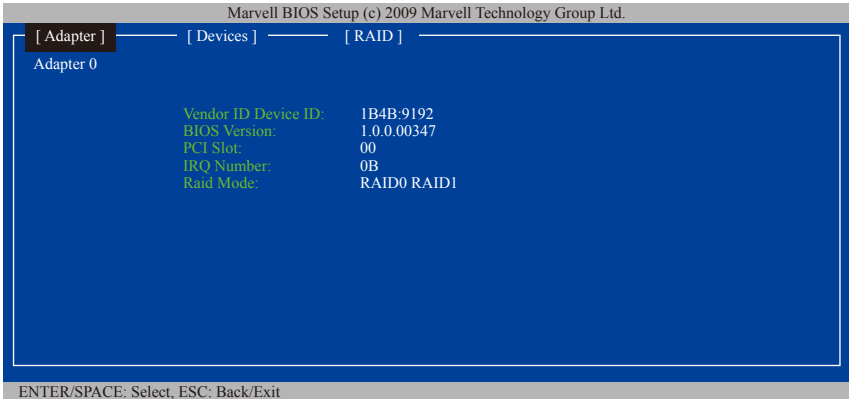 Marvell BIOS Setup (c) 2009 Marvell Technology Group Ltd.
[ Adapter ] [ Devices ] [ RAID ]
Adapter 0
Vendor ID Device ID: 1B4B:9192
BIOS Version: 1.0.0.00347
PCI Slot: 00
IRQ Number: 0B
Raid Mode: RAID0 RAID1
ENTER/SPACE: Select, ESC: Back/Exit